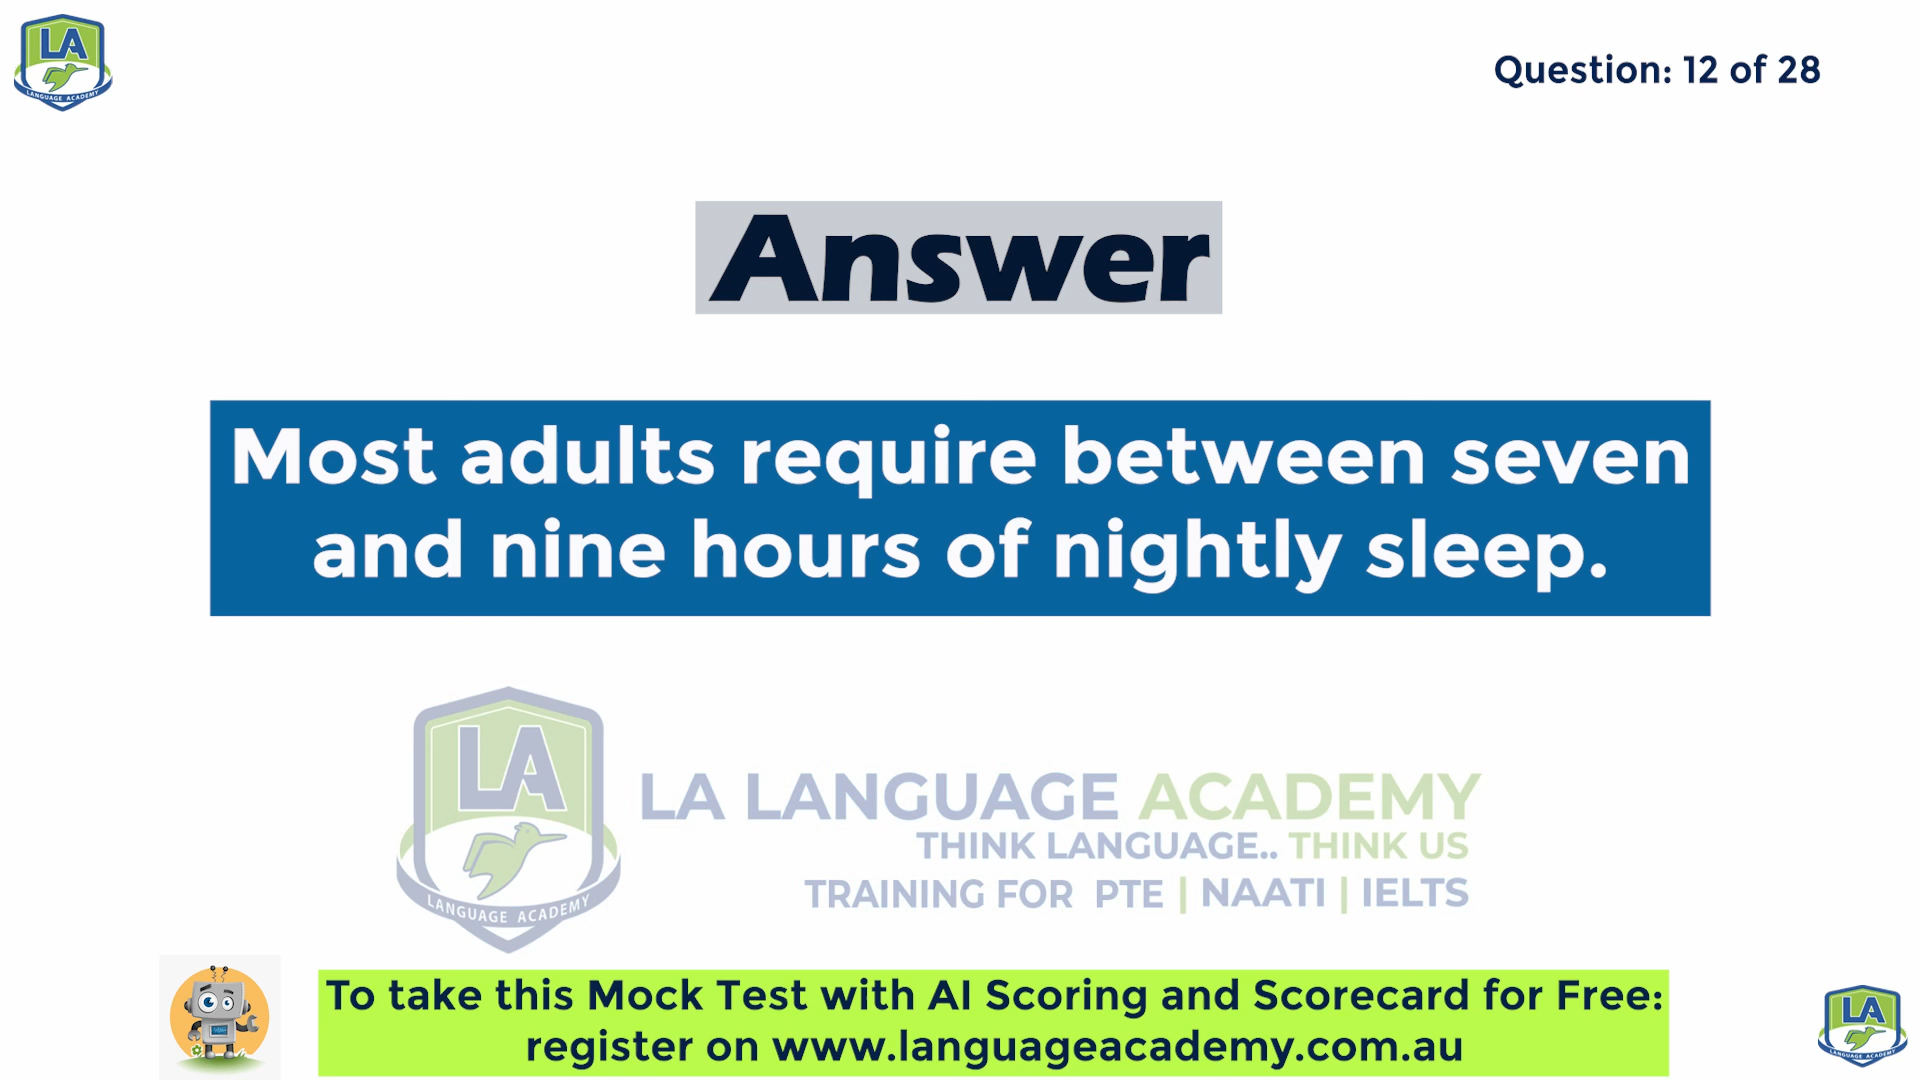 LA
LANGUAGE ACADEMY
Question: 12 of 28
Answer
Most adults require between seven
and nine hours of nightly sleep.
LA
LANGUAGE ACADEMY
LA LANGUAGE ACADEMY
THINK LANGUAGE.. THINK US
TRAINING FOR PTE | NAATI | IELTS
To take this Mock Test with AI Scoring and Scorecard for Free:
register on www.languageacademy.com.au
LA
LANGUAGE ACADEMY